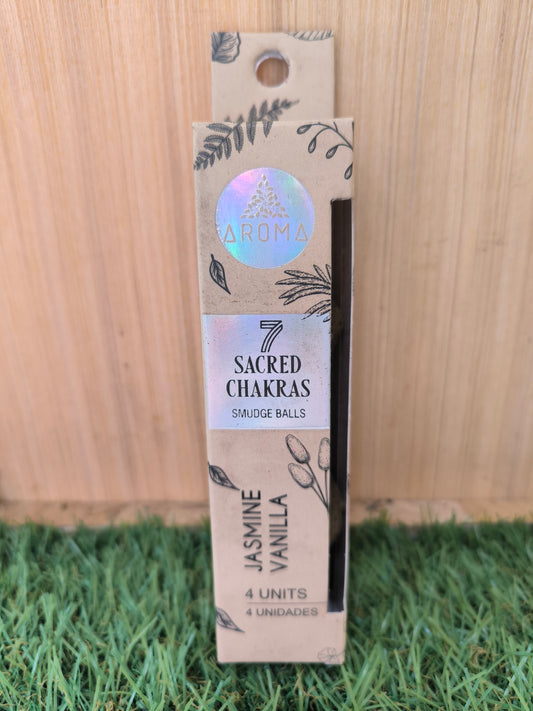 AROMA
7
SACRED
CHAKRAS
SMUDGE BALLS
JASMINE
VANILLA
4 UNITS
4 UNIDADES